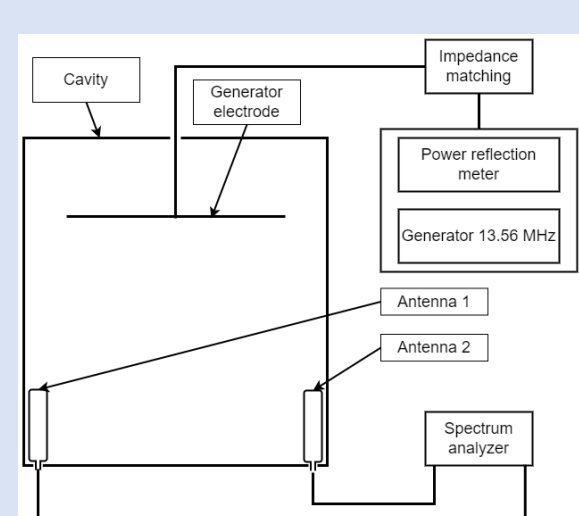 Cavity
Generator
electrode
Impedance
matching
Power reflection
meter
Generator 13.56 MHz
Antenna 1
Antenna 2
Spectrum
analyzer